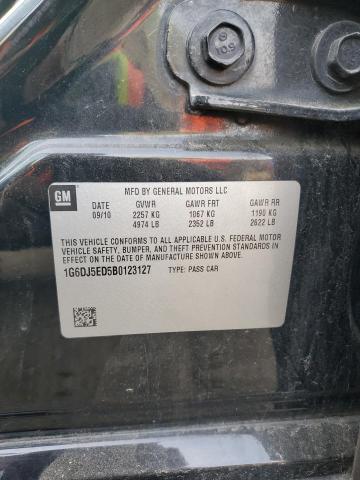 10.9
GM
MFD BY GENERAL MOTORS LLC
DATE GVWR GAWR FRT GAWR RR
09/10 2257 KG 1067 KG 1190 KG
4974 LB 2352 LB 2622 LB
THIS VEHICLE CONFORMS TO ALL APPLICABLE U.S. FEDERAL MOTOR
VEHICLE SAFETY, BUMPER, AND THEFT PREVENTION STANDARDS
IN EFFECT ON THE DATE OF MANUFACTURE SHOWN ABOVE.
1G6DJ5ED5B0123127 TYPE: PASS CAR